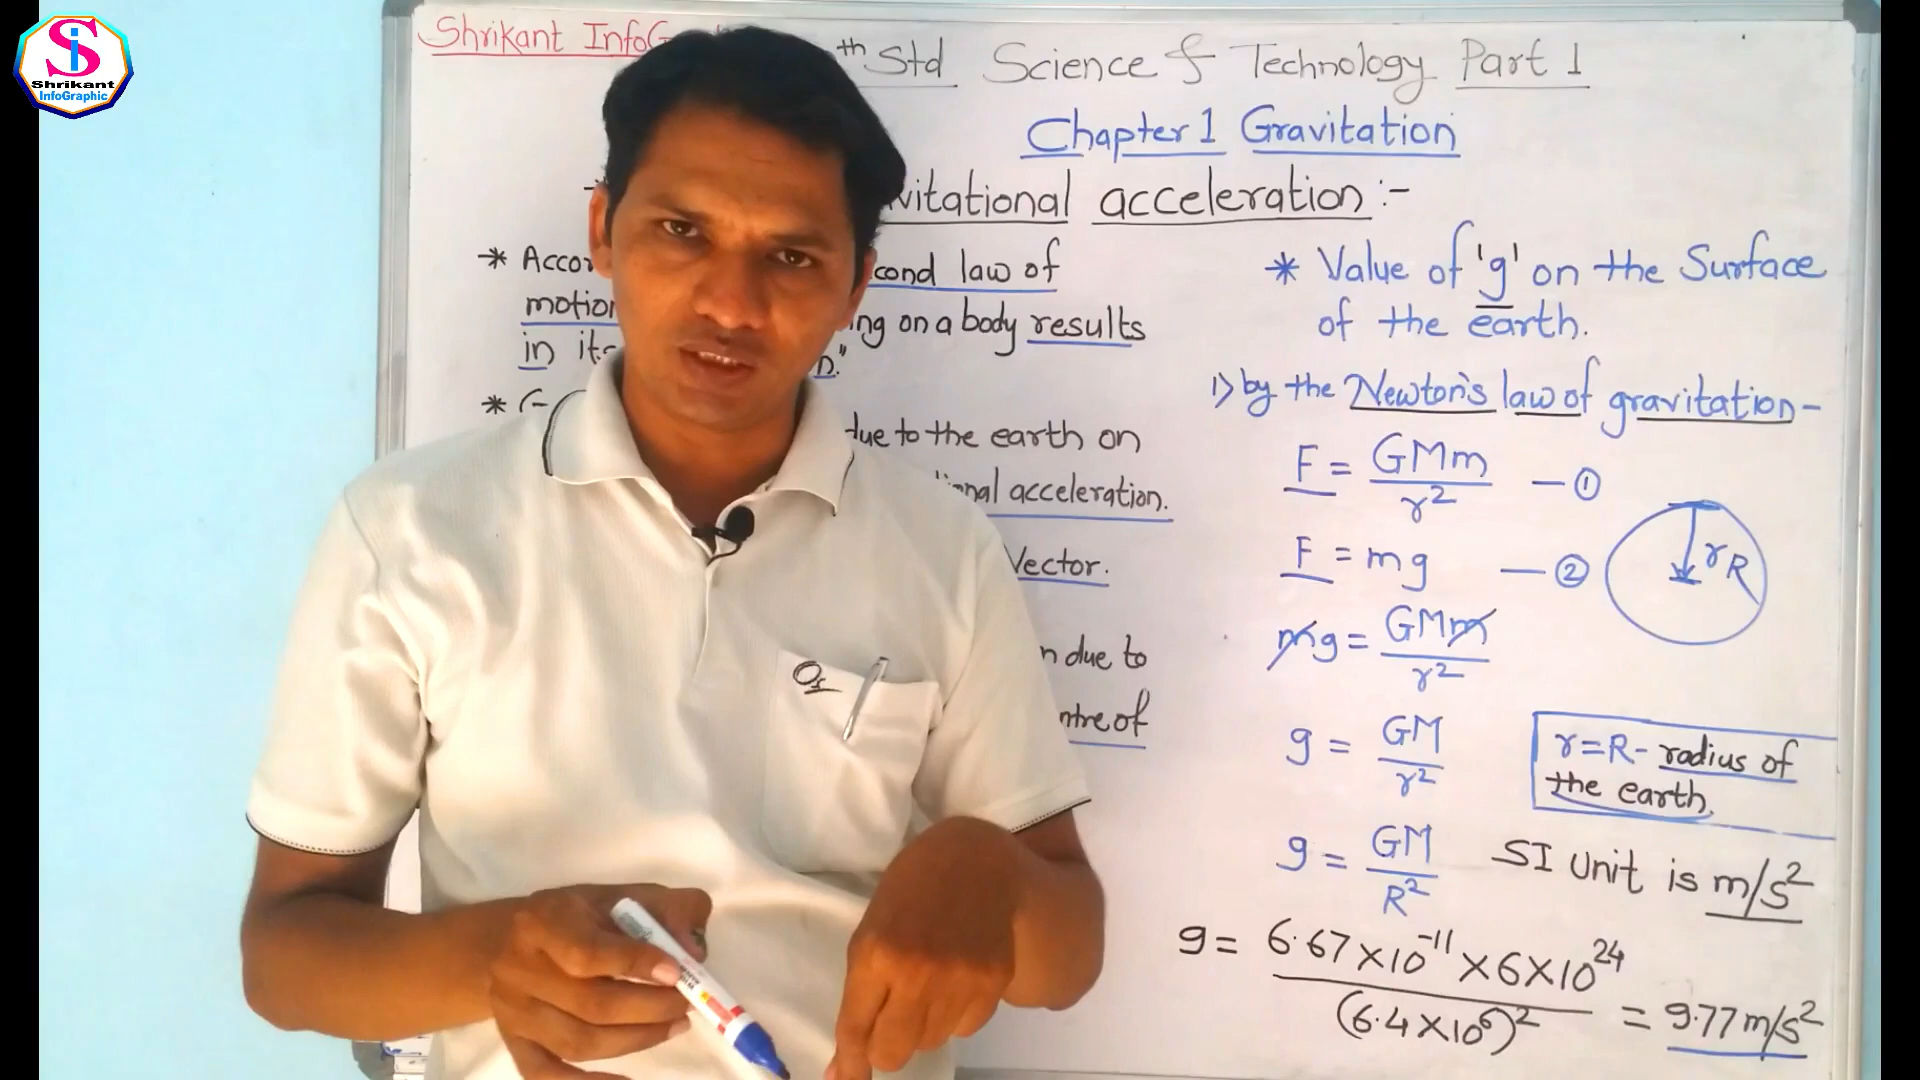 Si
Shrikant
InfoGraphic
Shrikant InfoG
th Std Science & Technology Part 1
Chapter 1 Gravitation
vitational acceleration :-
* Accor cond law of
motion ng on a body results
in its n."
* G
due to the earth on
ional acceleration.
Vector.
n due to
ntre of
* Value of 'g' on the Surface
of the earth.
1) by the Newton's law of gravitation-
F = GMm/r² — ①
F = mg — ②
r R
mg = GMm/r²
g = GM/r²
r=R- radius of
the earth.
g = GM/R² SI unit is m/s²
g = 6.67×10⁻¹¹×6×10²⁴/(6.4×10⁶)² = 9.77 m/s²